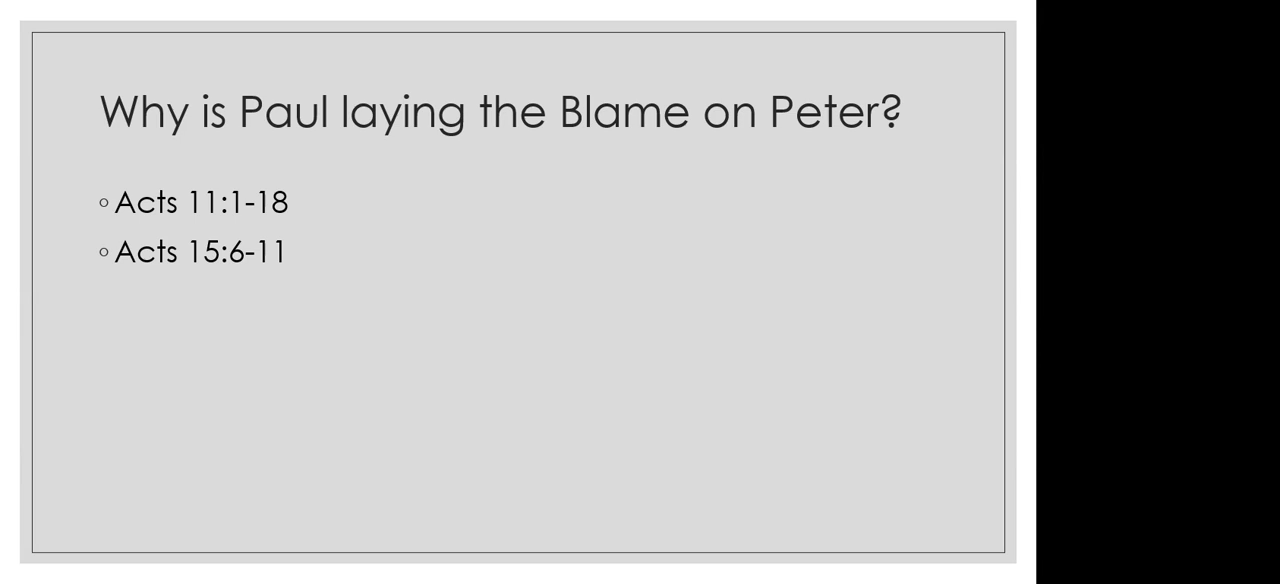 Why is Paul laying the Blame on Peter?
◦ Acts 11:1-18
◦ Acts 15:6-11